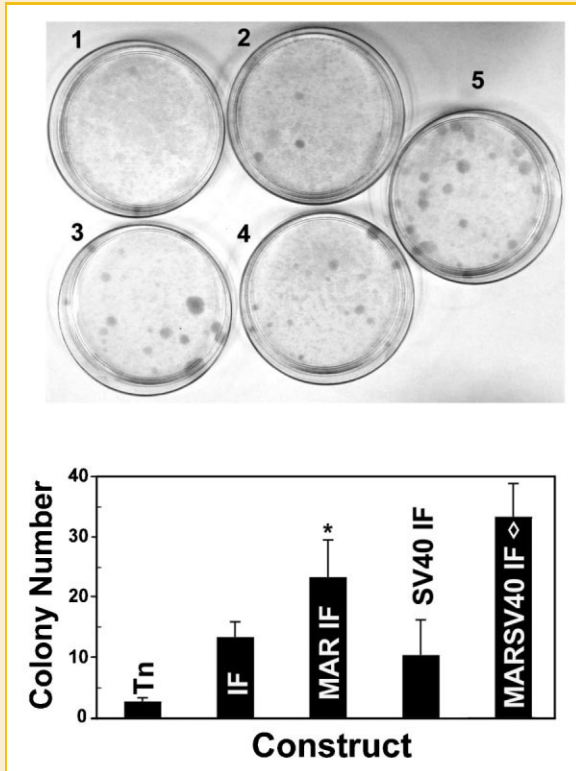 1
2
5
3
4
40
30
20
10
0
Colony Number
Tn
IF
*
MAR IF
SV40 IF
MARSV40 IF ◊
Construct